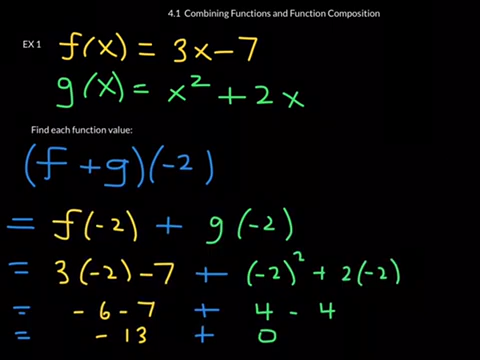 4.1 Combining Functions and Function Composition
EX 1 f(x) = 3x - 7
g(x) = x² + 2x
Find each function value:
(f + g)(-2)
= f(-2) + g(-2)
= 3(-2) - 7 + (-2)² + 2(-2)
= -6 - 7 + 4 - 4
= -13 + 0